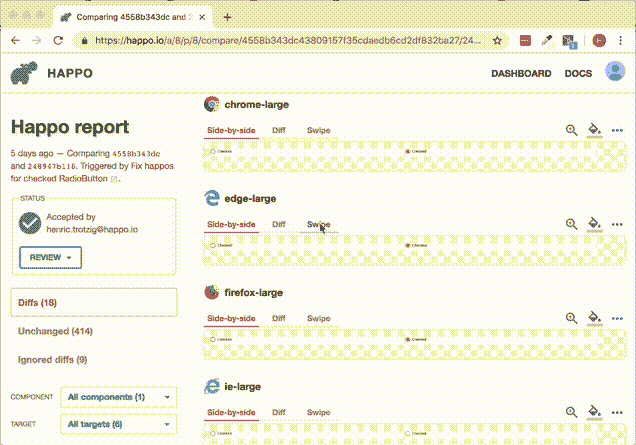 Comparing 4558b343dc and 2
https://happo.io/a/8/p/8/compare/4558b343dc43809157f35cdaedb6cd2df832ba27/24...
HAPPO
DASHBOARD DOCS
Happo report
5 days ago — Comparing 4558b343dc
and 248947b116. Triggered by Fix happos
for checked RadioButton.
STATUS
Accepted by
henric.trotzig@happo.io
REVIEW
Diffs (18)
Unchanged (414)
Ignored diffs (9)
COMPONENT All components (1)
TARGET All targets (6)
chrome-large
Side-by-side Diff Swipe
Checked Checked
edge-large
Side-by-side Diff Swipe
Checked Checked
firefox-large
Side-by-side Diff Swipe
Checked Checked
ie-large
Side-by-side Diff Swipe
Checked Checked